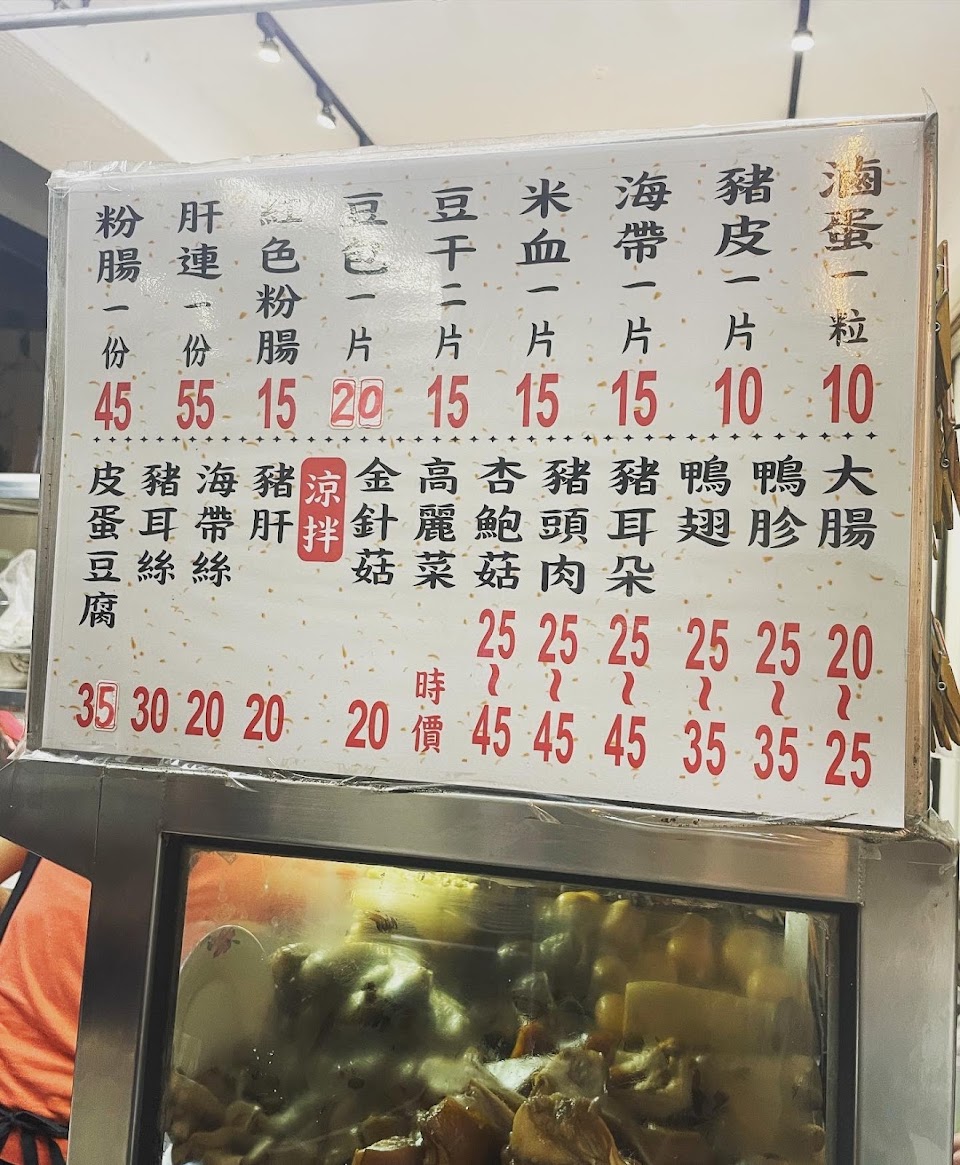 滷蛋一粒 10
豬皮一片 10
海帶一片 15
米血一片 15
豆干二片 15
豆包一片 20
紅色粉腸 15
肝連一份 55
粉腸一份 45
大腸 20~25
鴨胗 25~35
鴨翅 25~35
豬耳朵 25~45
豬頭肉 25~45
杏鮑菇 25~45
高麗菜 時價
金針菇 20
涼拌
豬肝 20
海帶絲 20
豬耳絲 30
皮蛋豆腐 35